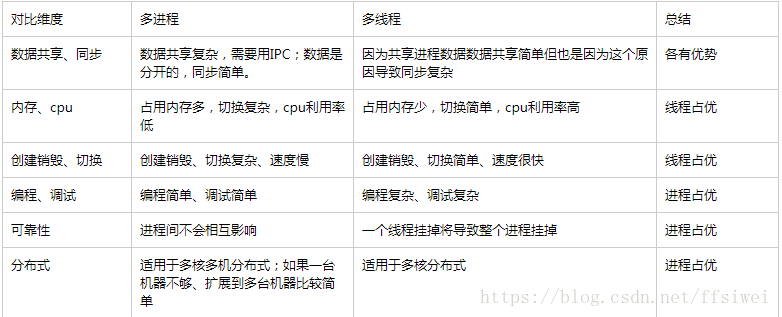 对比维度 多进程 多线程 总结
数据共享、同步 数据共享复杂，需要用IPC；数据是 因为共享进程数据数据共享简单但也是因为这个原 各有优势
分开的，同步简单。 因导致同步复杂
内存、cpu 占用内存多，切换复杂，cpu利用率 占用内存少，切换简单，cpu利用率高 线程占优
低
创建销毁、切换 创建销毁、切换复杂、速度慢 创建销毁、切换简单、速度很快 线程占优
编程、调试 编程简单、调试简单 编程复杂、调试复杂 进程占优
可靠性 进程间不会相互影响 一个线程挂掉将导致整个进程挂掉 进程占优
分布式 适用于多核多机分布式；如果一台 适用于多核分布式 进程占优
机器不够、扩展到多台机器比较简
单
https://blog.csdn.net/ffsiwei